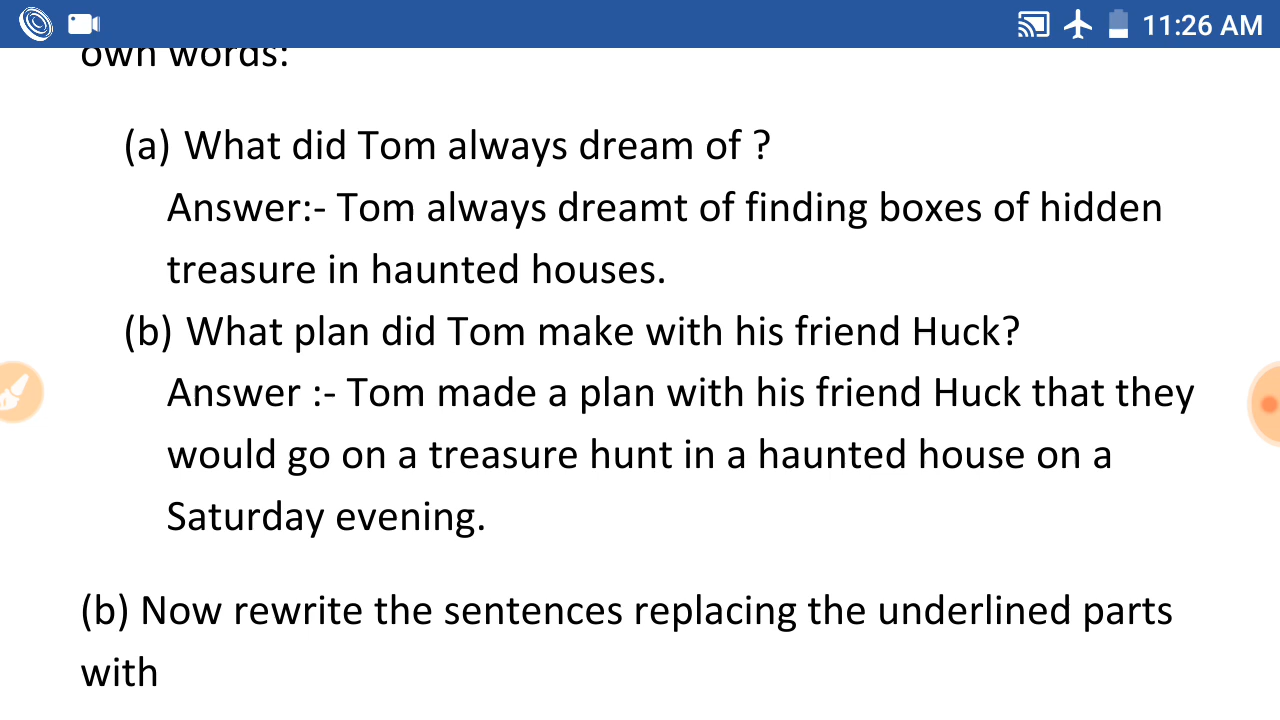 11:26 AM
own words:
(a) What did Tom always dream of ?
Answer:- Tom always dreamt of finding boxes of hidden
treasure in haunted houses.
(b) What plan did Tom make with his friend Huck?
Answer :- Tom made a plan with his friend Huck that they
would go on a treasure hunt in a haunted house on a
Saturday evening.
(b) Now rewrite the sentences replacing the underlined parts
with